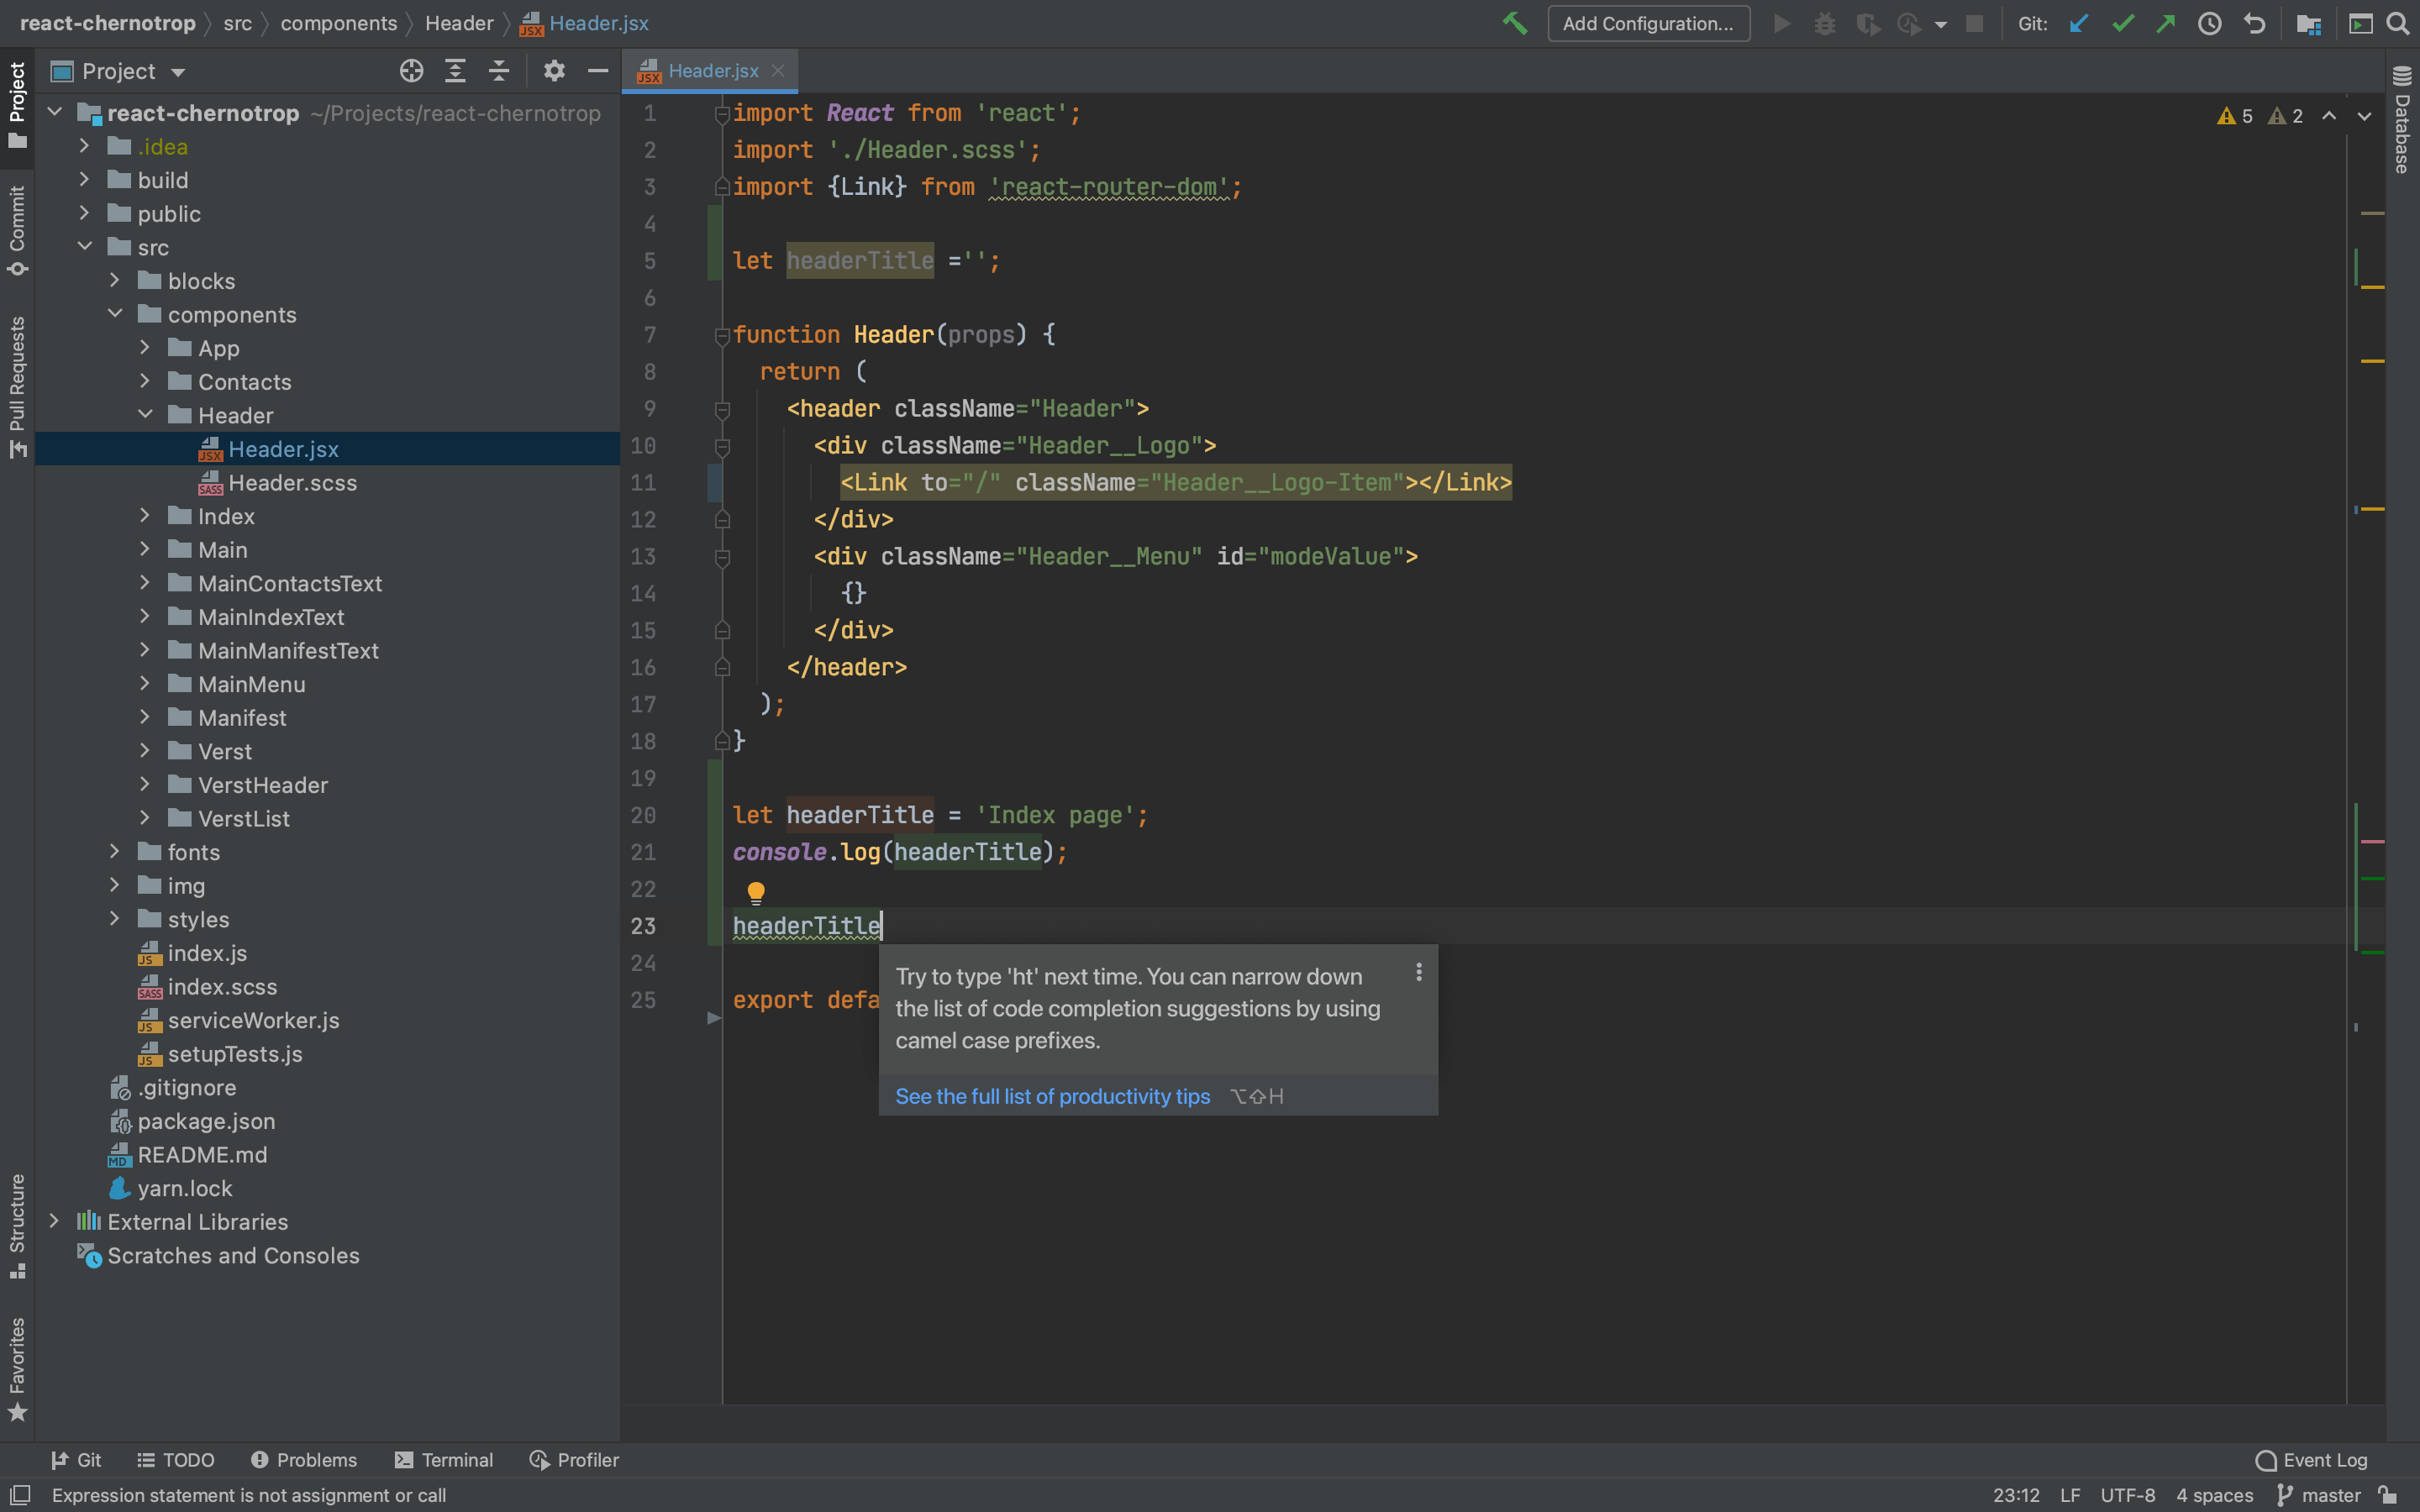 react-chernotrop src components Header Header.jsx
Add Configuration...
Git:
Project
Commit
Pull Requests
Structure
Favorites
Project
react-chernotrop ~/Projects/react-chernotrop
.idea
build
public
src
blocks
components
App
Contacts
Header
Header.jsx
Header.scss
Index
Main
MainContactsText
MainIndexText
MainManifestText
MainMenu
Manifest
Verst
VerstHeader
VerstList
fonts
img
styles
index.js
index.scss
serviceWorker.js
setupTests.js
.gitignore
package.json
README.md
yarn.lock
External Libraries
Scratches and Consoles
Header.jsx
5 2
1 import React from 'react';
2 import './Header.scss';
3 import {Link} from 'react-router-dom';
4
5 let headerTitle ='';
6
7 function Header(props) {
8 return (
9 <header className="Header">
10 <div className="Header__Logo">
11 <Link to="/" className="Header__Logo-Item"></Link>
12 </div>
13 <div className="Header__Menu" id="modeValue">
14 {}
15 </div>
16 </header>
17 );
18 }
19
20 let headerTitle = 'Index page';
21 console.log(headerTitle);
22
23 headerTitle
24
25 export defa
Try to type 'ht' next time. You can narrow down
the list of code completion suggestions by using
camel case prefixes.
See the full list of productivity tips ⌥⇧H
Database
Git TODO Problems Terminal Profiler Event Log
Expression statement is not assignment or call 23:12 LF UTF-8 4 spaces master